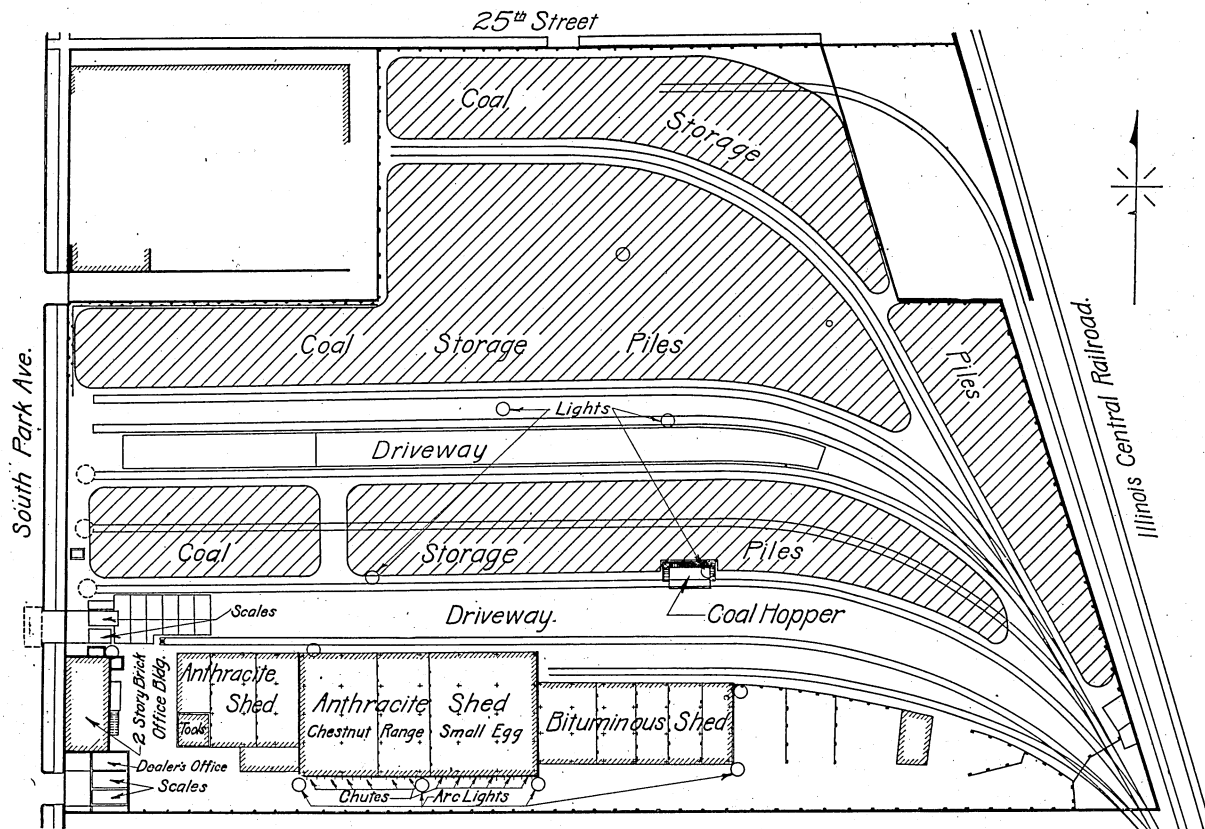 25th Street
Coal
Storage
South Park Ave.
Coal Storage Piles
Piles
Illinois Central Railroad.
Lights
Driveway
Coal Storage Piles
Scales
Driveway.
Coal Hopper
2 Story Brick
Office Bldg.
Anthracite
Shed
Tools
Anthracite Shed
Chestnut Range Small Egg
Bituminous Shed
Dealer's Office
Scales
Chutes
Arc Lights